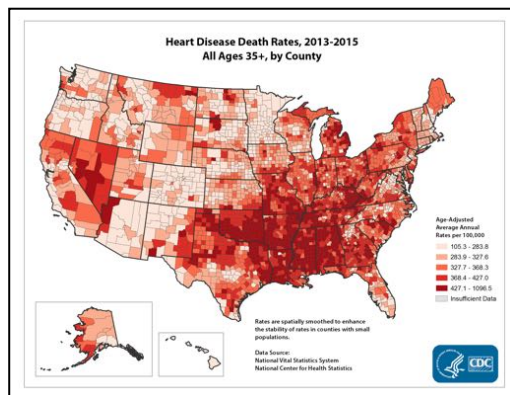 Heart Disease Death Rates, 2013-2015
All Ages 35+, by County
Age-Adjusted
Average Annual
Rates per 100,000
105.3 - 283.8
283.9 - 327.6
327.7 - 368.3
368.4 - 427.0
427.1 - 1096.5
Insufficient Data
Rates are spatially smoothed to enhance
the stability of rates in counties with small
populations.
Data Source:
National Vital Statistics System
National Center for Health Statistics
CDC